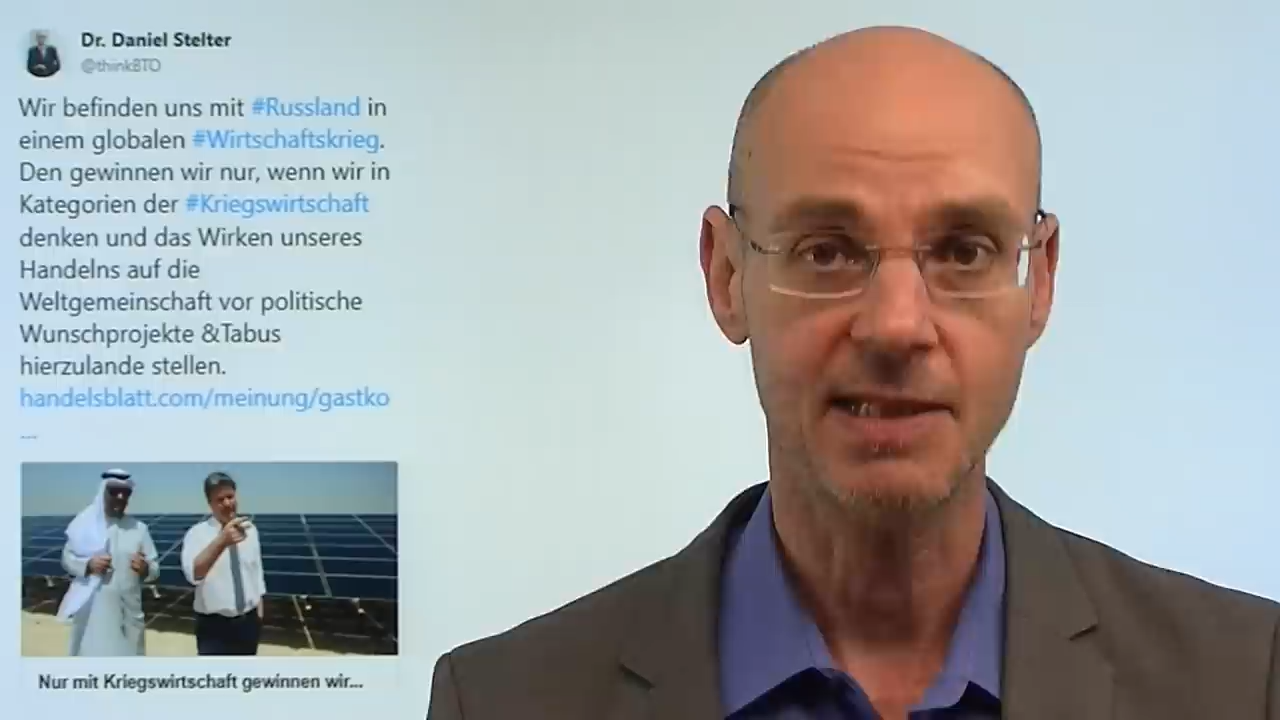 Dr. Daniel Stelter
@thinkBTO
Wir befinden uns mit #Russland in
einem globalen #Wirtschaftskrieg.
Den gewinnen wir nur, wenn wir in
Kategorien der #Kriegswirtschaft
denken und das Wirken unseres
Handelns auf die
Weltgemeinschaft vor politische
Wunschprojekte &Tabus
hierzulande stellen.
handelsblatt.com/meinung/gastko
...
Nur mit Kriegswirtschaft gewinnen wir...